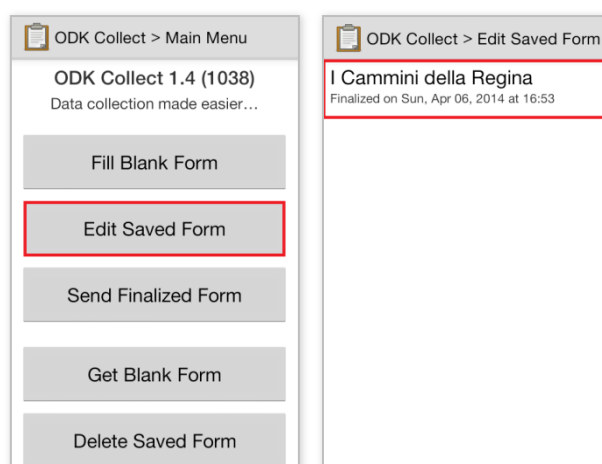 ODK Collect > Main Menu
ODK Collect 1.4 (1038)
Data collection made easier...
Fill Blank Form
Edit Saved Form
Send Finalized Form
Get Blank Form
Delete Saved Form
ODK Collect > Edit Saved Form
I Cammini della Regina
Finalized on Sun, Apr 06, 2014 at 16:53